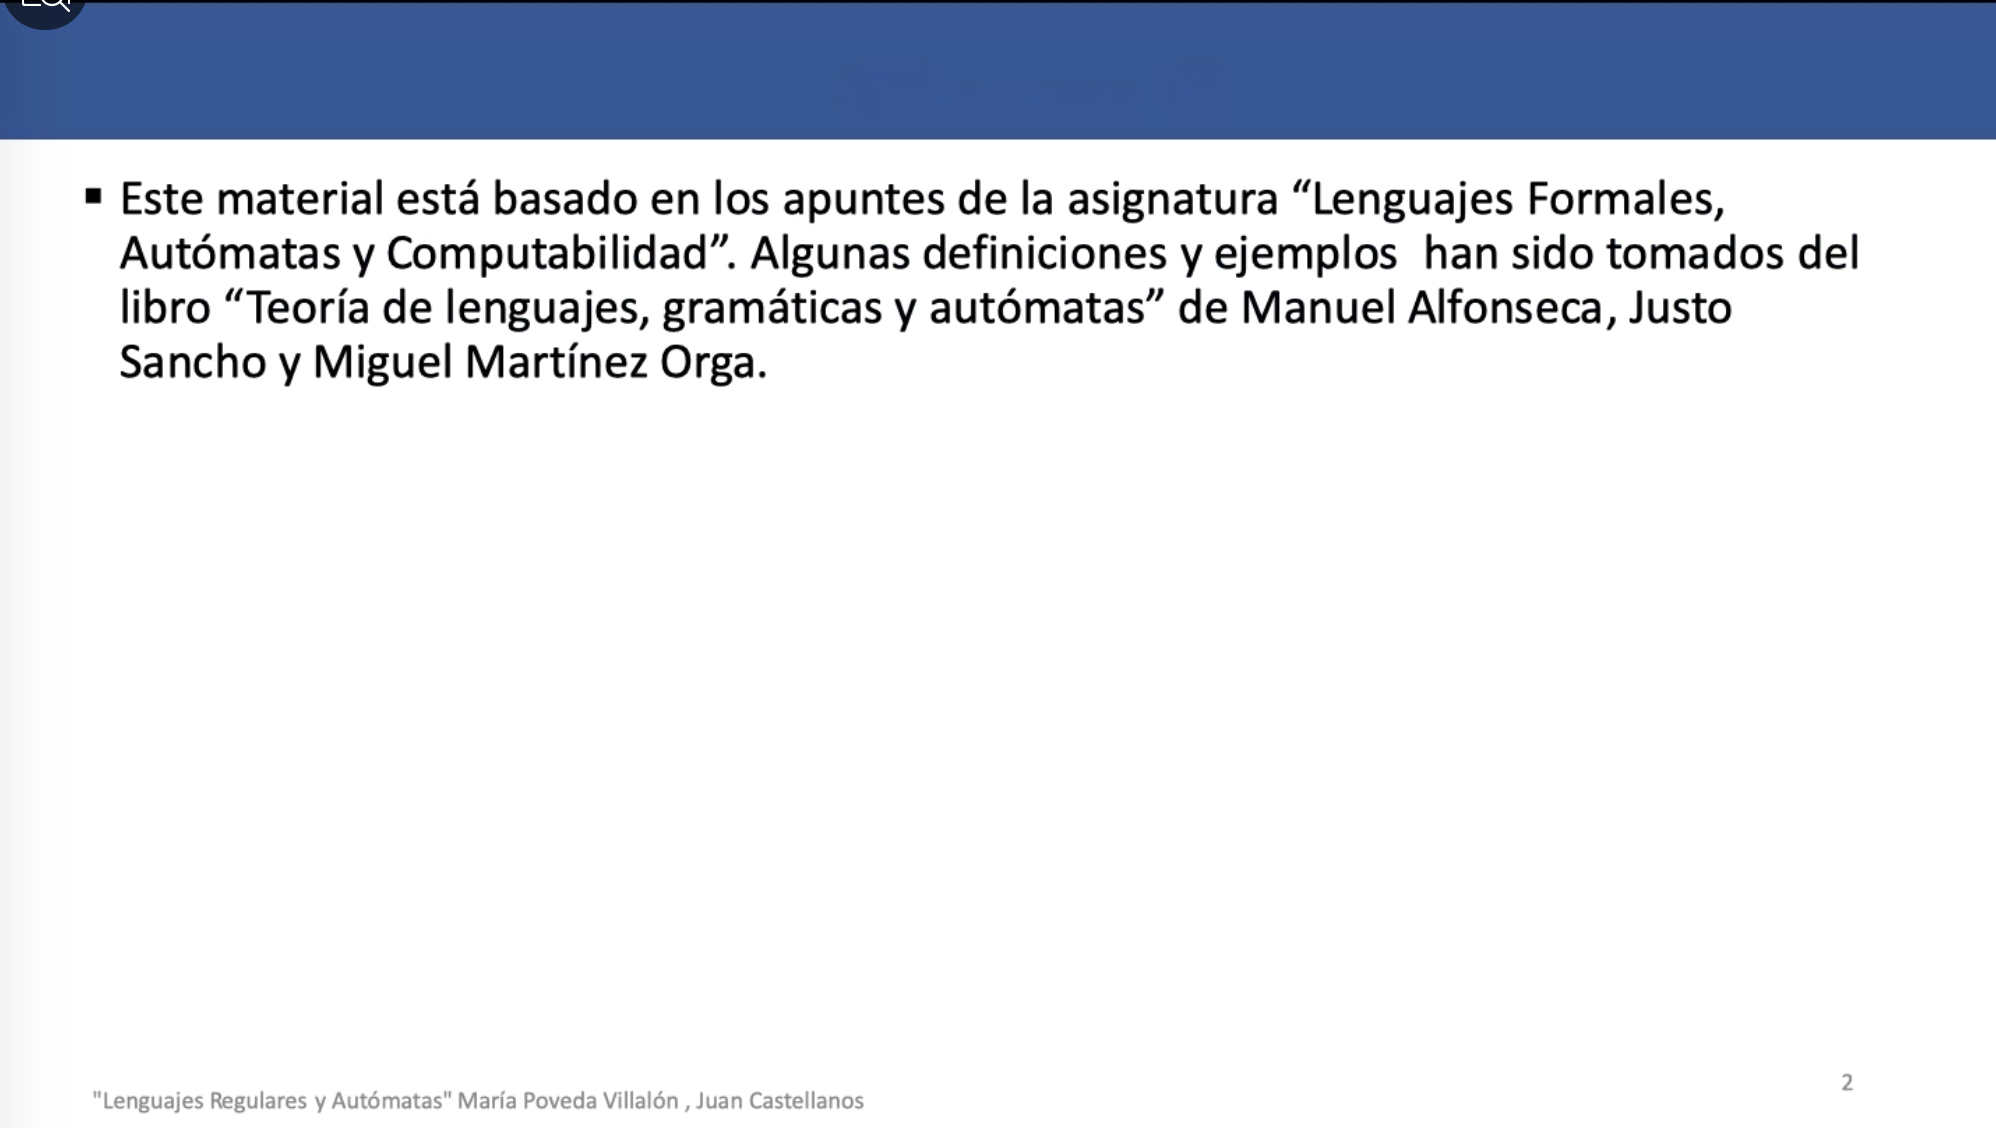 ▪ Este material está basado en los apuntes de la asignatura “Lenguajes Formales,
Autómatas y Computabilidad”. Algunas definiciones y ejemplos  han sido tomados del
libro “Teoría de lenguajes, gramáticas y autómatas” de Manuel Alfonseca, Justo
Sancho y Miguel Martínez Orga.
"Lenguajes Regulares y Autómatas" María Poveda Villalón , Juan Castellanos
2